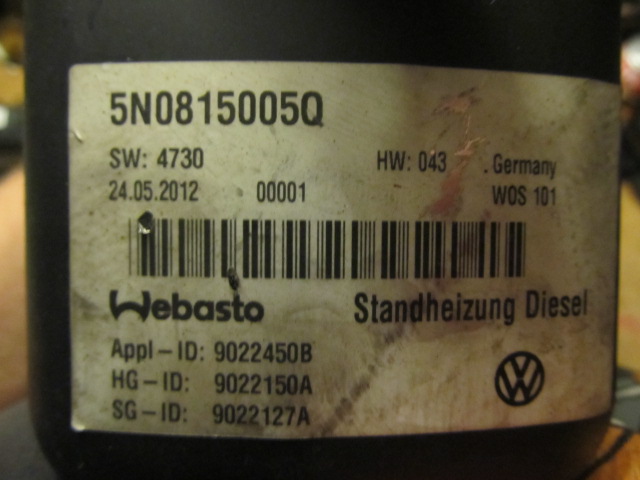 5N0815005Q
SW: 4730 HW: 043 . Germany
24.05.2012 00001 WOS 101
Webasto Standheizung Diesel
Appl-ID: 9022450B
HG-ID: 9022150A
SG-ID: 9022127A
VW